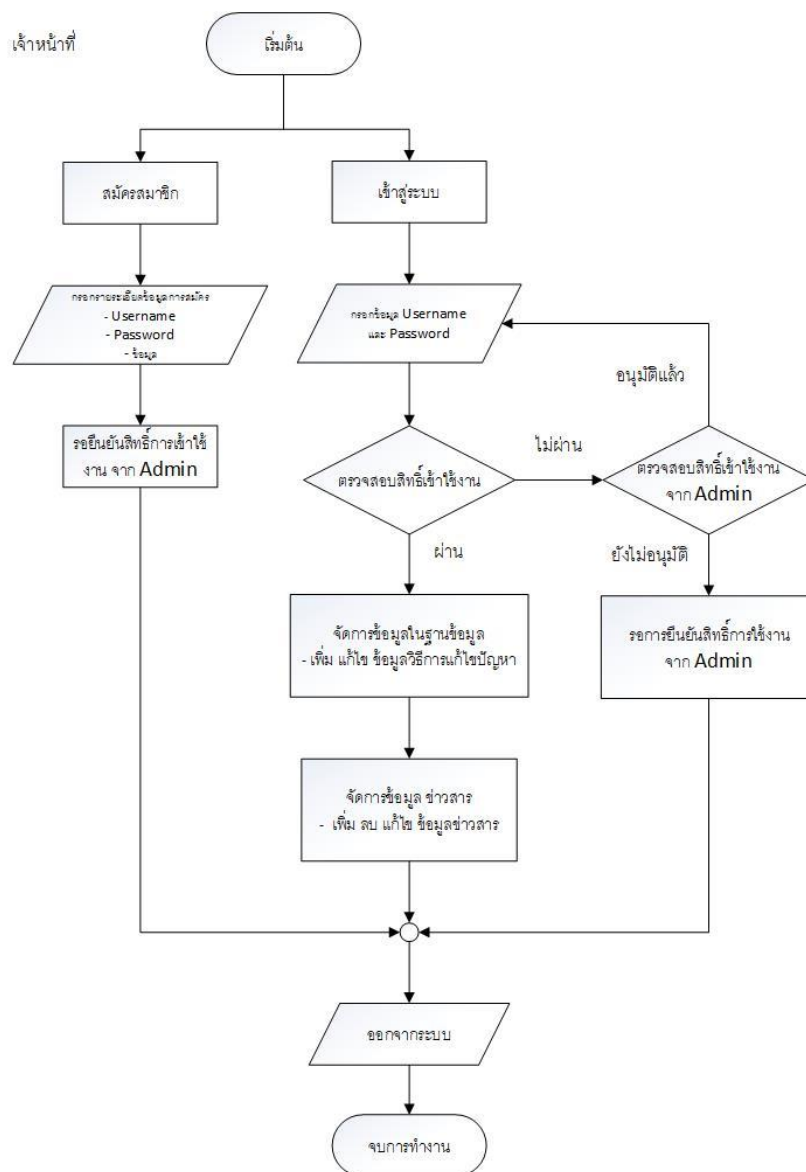 เจ้าหน้าที่
เริ่มต้น
สมัครสมาชิก
เข้าสู่ระบบ
กรอกรายระเอียดข้อมูลการสมัคร
- Username
- Password
- ข้อมูล
กรอกข้อมูล Username
และ Password
อนุมัติแล้ว
รอยืนยันสิทธิ์การเข้าใช้
งาน จาก Admin
ตรวจสอบสิทธิ์เข้าใช้งาน
ไม่ผ่าน
ตรวจสอบสิทธิ์เข้าใช้งาน
จาก Admin
ผ่าน
ยังไม่อนุมัติ
จัดการข้อมูลในฐานข้อมูล
- เพิ่ม แก้ไข ข้อมูลวิธีการแก้ไขปัญหา
รอการยืนยันสิทธิ์การใช้งาน
จาก Admin
จัดการข้อมูล ข่าวสาร
- เพิ่ม ลบ แก้ไข ข้อมูลข่าวสาร
ออกจากระบบ
จบการทำงาน